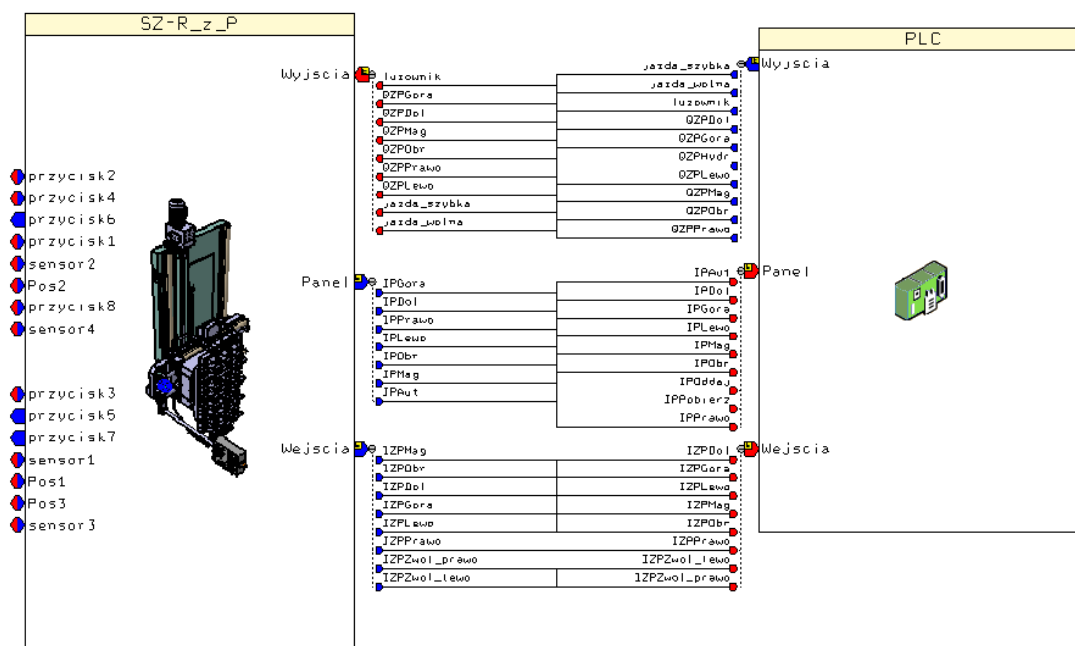 SZ-R_z_P
PLC
Wyjscia
luzownik
QZPGora
QZPDol
QZPMag
QZPObr
QZPPrawo
QZPLewo
jazda_szybka
jazda_wolna
jazda_szybka
jazda_wolna
luzownik
QZPDol
QZPGora
QZPHydr
QZPLewo
QZPMag
QZPObr
QZPPrawo
Wyjscia
przycisk2
przycisk4
przycisk6
przycisk1
sensor2
Pos2
przycisk8
sensor4
przycisk3
przycisk5
przycisk7
sensor1
Pos1
Pos3
sensor3
Panel
IPGora
IPDol
IPPrawo
IPLewo
IPObr
IPMag
IPAut
IPAut
IPDol
IPGora
IPLewo
IPMag
IPObr
IPOddaj
IPPobierz
IPPrawo
Panel
Wejscia
IZPMag
IZPObr
IZPDol
IZPGora
IZPLewo
IZPPrawo
IZPZwol_prawo
IZPZwol_lewo
IZPDol
IZPGora
IZPLewo
IZPMag
IZPObr
IZPPrawo
IZPZwol_lewo
IZPZwol_prawo
Wejscia